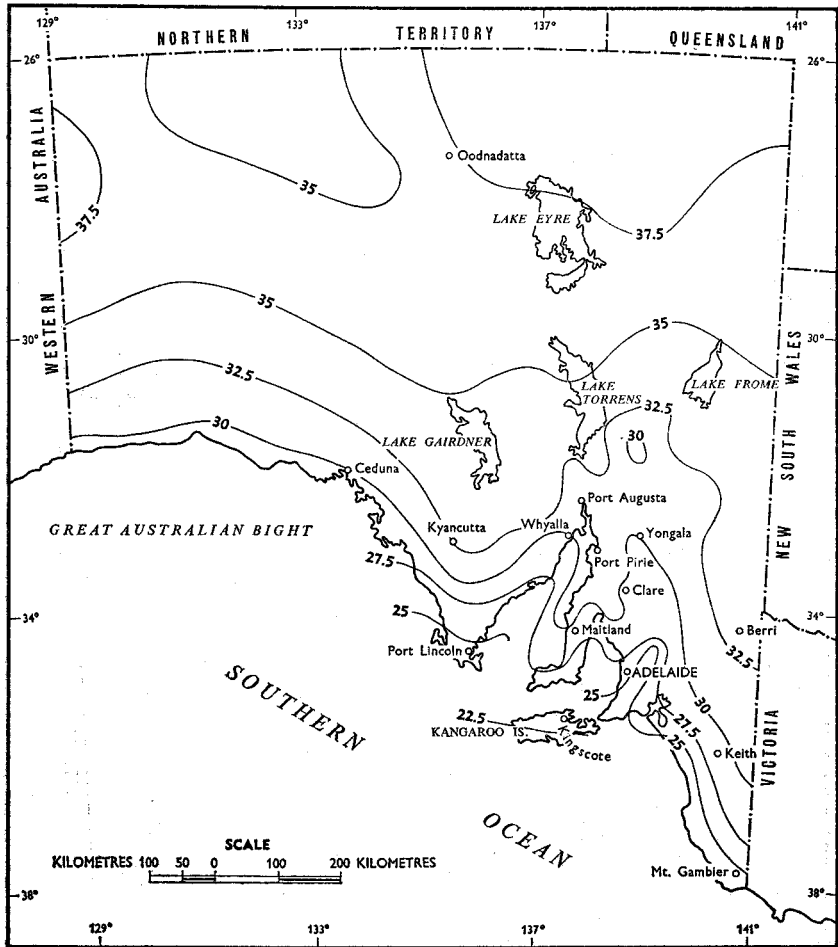 129° 133° 137° 141°
NORTHERN TERRITORY QUEENSLAND
26° 26°
WESTERN AUSTRALIA
Oodnadatta
35
37.5
LAKE EYRE
37.5
30° 35 35 30°
LAKE TORRENS
LAKE FROME
NEW SOUTH WALES
32.5 32.5
30 30
LAKE GAIRDNER
Ceduna
Port Augusta
GREAT AUSTRALIAN BIGHT
Kyancutta Whyalla Yongala
27.5 Port Pirie
Clare
34° 25 34°
Maitland Berri
Port Lincoln 32.5
ADELAIDE
25
SOUTHERN OCEAN
22.5 30
KANGAROO IS. 27.5
Kingscote 25
Keith
VICTORIA
SCALE
KILOMETRES 100 50 0 100 200 KILOMETRES
Mt. Gambier
38° 38°
129° 133° 137° 141°